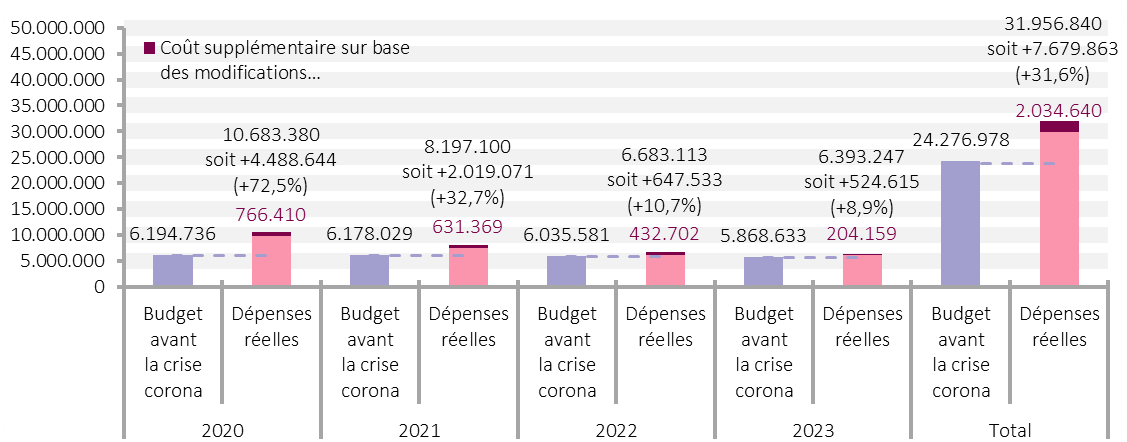 50.000.000
45.000.000
40.000.000
35.000.000
30.000.000
25.000.000
20.000.000
15.000.000
10.000.000
5.000.000
0
Coût supplémentaire sur base
des modifications...
6.194.736
10.683.380
soit +4.488.644
(+72,5%)
766.410
6.178.029
8.197.100
soit +2.019.071
(+32,7%)
631.369
6.035.581
6.683.113
soit +647.533
(+10,7%)
432.702
5.868.633
6.393.247
soit +524.615
(+8,9%)
204.159
24.276.978
31.956.840
soit +7.679.863
(+31,6%)
2.034.640
Budget
avant
la crise
corona
Dépenses
réelles
Budget
avant
la crise
corona
Dépenses
réelles
Budget
avant
la crise
corona
Dépenses
réelles
Budget
avant
la crise
corona
Dépenses
réelles
Budget
avant
la crise
corona
Dépenses
réelles
2020
2021
2022
2023
Total